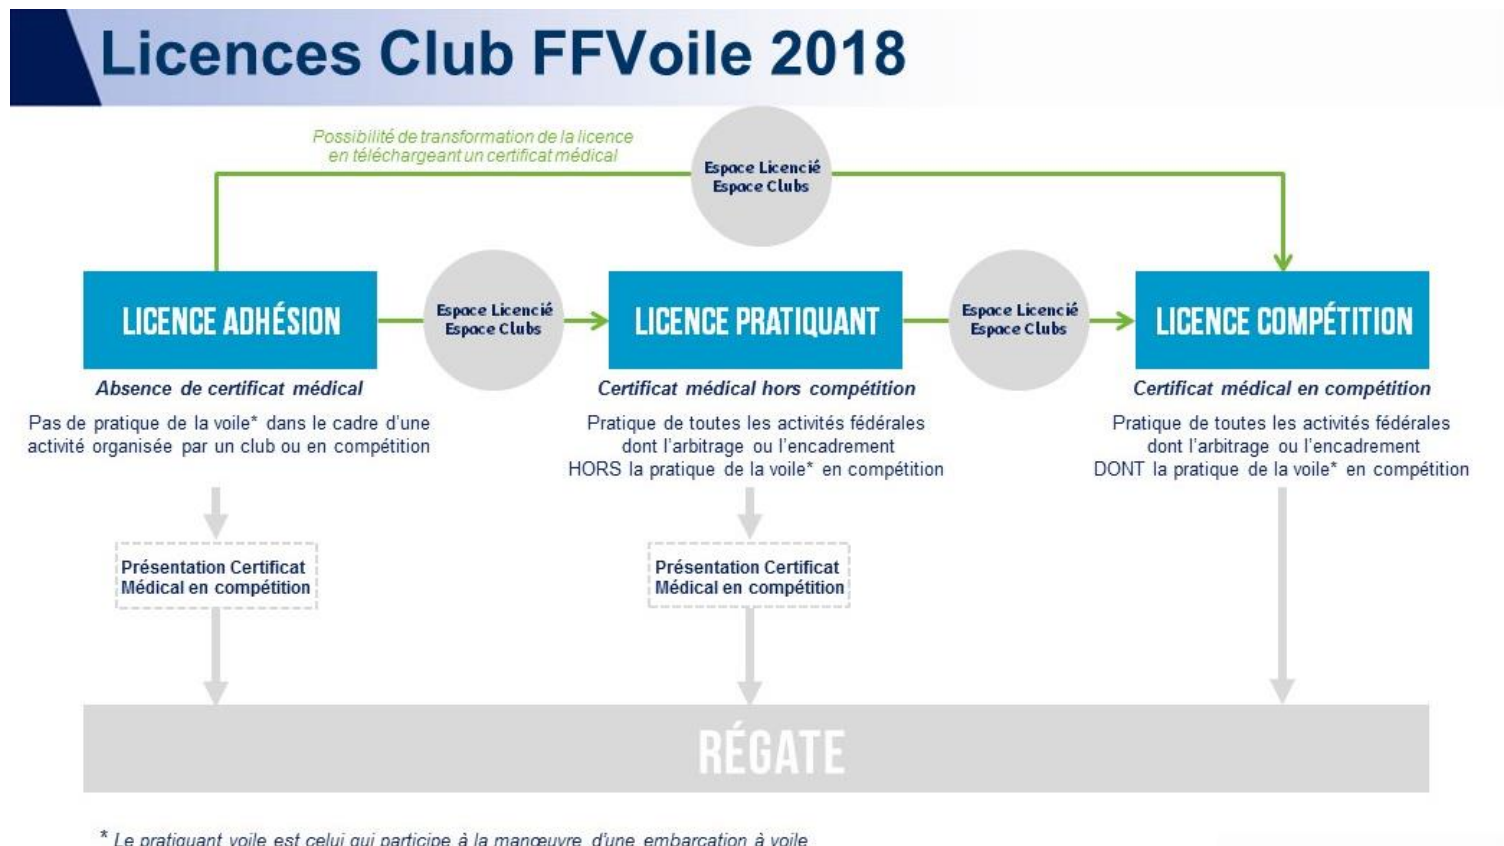 Licences Club FFVoile 2018
Possibilité de transformation de la licence
en téléchargeant un certificat médical
Espace Licencié
Espace Clubs
LICENCE ADHÉSION
Espace Licencié
Espace Clubs
LICENCE PRATIQUANT
Espace Licencié
Espace Clubs
LICENCE COMPÉTITION
Absence de certificat médical
Pas de pratique de la voile* dans le cadre d'une
activité organisée par un club ou en compétition
Certificat médical hors compétition
Pratique de toutes les activités fédérales
dont l'arbitrage ou l'encadrement
HORS la pratique de la voile* en compétition
Certificat médical en compétition
Pratique de toutes les activités fédérales
dont l'arbitrage ou l'encadrement
DONT la pratique de la voile* en compétition
Présentation Certificat
Médical en compétition
Présentation Certificat
Médical en compétition
RÉGATE
* Le pratiquant voile est celui qui participe à la manœuvre d'une embarcation à voile